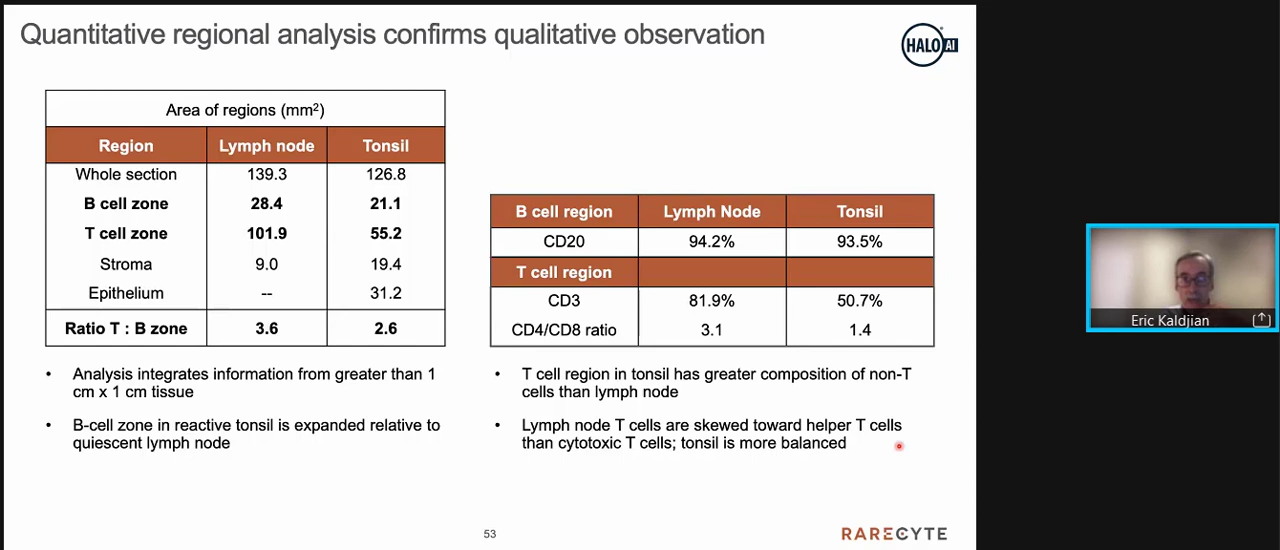 Quantitative regional analysis confirms qualitative observation
HALO AI
Area of regions (mm²)
Region Lymph node Tonsil
Whole section 139.3 126.8
B cell zone 28.4 21.1
T cell zone 101.9 55.2
Stroma 9.0 19.4
Epithelium -- 31.2
Ratio T : B zone 3.6 2.6
• Analysis integrates information from greater than 1
cm x 1 cm tissue
• B-cell zone in reactive tonsil is expanded relative to
quiescent lymph node
B cell region Lymph Node Tonsil
CD20 94.2% 93.5%
T cell region
CD3 81.9% 50.7%
CD4/CD8 ratio 3.1 1.4
• T cell region in tonsil has greater composition of non-T
cells than lymph node
• Lymph node T cells are skewed toward helper T cells
than cytotoxic T cells; tonsil is more balanced
53
RARECYTE
Eric Kaldjian